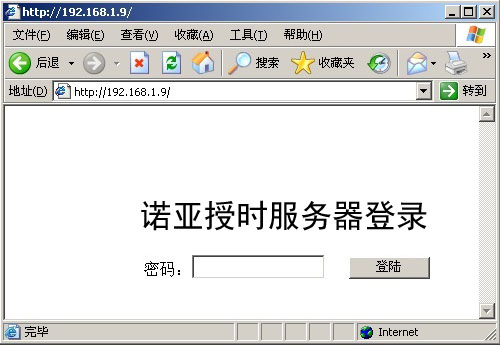 http://192.168.1.9/
文件(F) 编辑(E) 查看(V) 收藏(A) 工具(T) 帮助(H)
后退 搜索 收藏夹 »
地址(D) http://192.168.1.9/ 转到
诺亚授时服务器登录
密码： 登陆
完毕 Internet